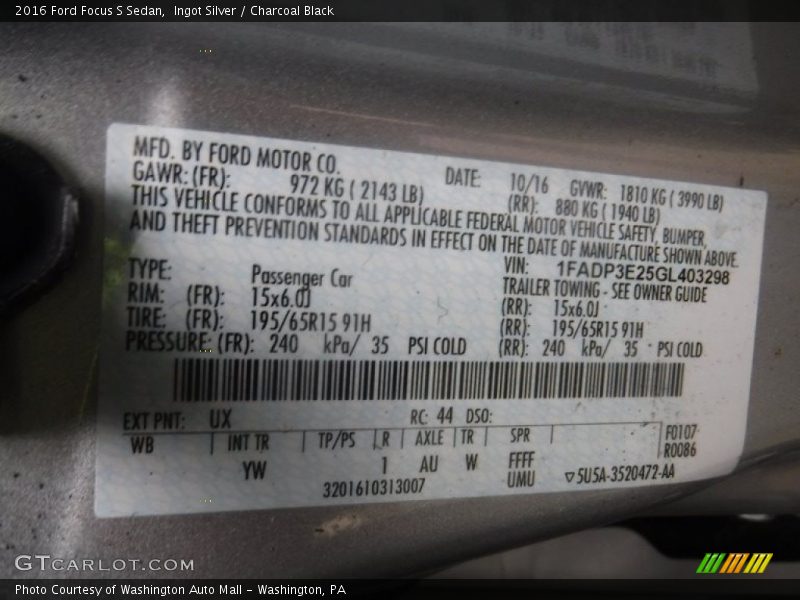 2016 Ford Focus S Sedan,  Ingot Silver / Charcoal Black
MFD. BY FORD MOTOR CO.
DATE: 10/16 GVWR: 1810 KG ( 3990 LB)
GAWR: (FR): 972 KG ( 2143 LB) (RR): 880 KG ( 1940 LB)
THIS VEHICLE CONFORMS TO ALL APPLICABLE FEDERAL MOTOR VEHICLE SAFETY, BUMPER,
AND THEFT PREVENTION STANDARDS IN EFFECT ON THE DATE OF MANUFACTURE SHOWN ABOVE.
VIN: 1FADP3E25GL403298
TYPE: Passenger Car TRAILER TOWING - SEE OWNER GUIDE
RIM: (FR): 15x6.0J (RR): 15x6.0J
TIRE: (FR): 195/65R15 91H (RR): 195/65R15 91H
PRESSURE: (FR): 240 kPa/ 35 PSI COLD (RR): 240 kPa/ 35 PSI COLD
EXT PNT: UX RC: 44 DSO:
WB INT TR TP/PS R AXLE TR SPR F0107
R0086
YW 1 AU W FFFF
UMU
3201610313007 ▽5U5A-3520472-AA
GTCARLOT.COM
Photo Courtesy of Washington Auto Mall - Washington, PA